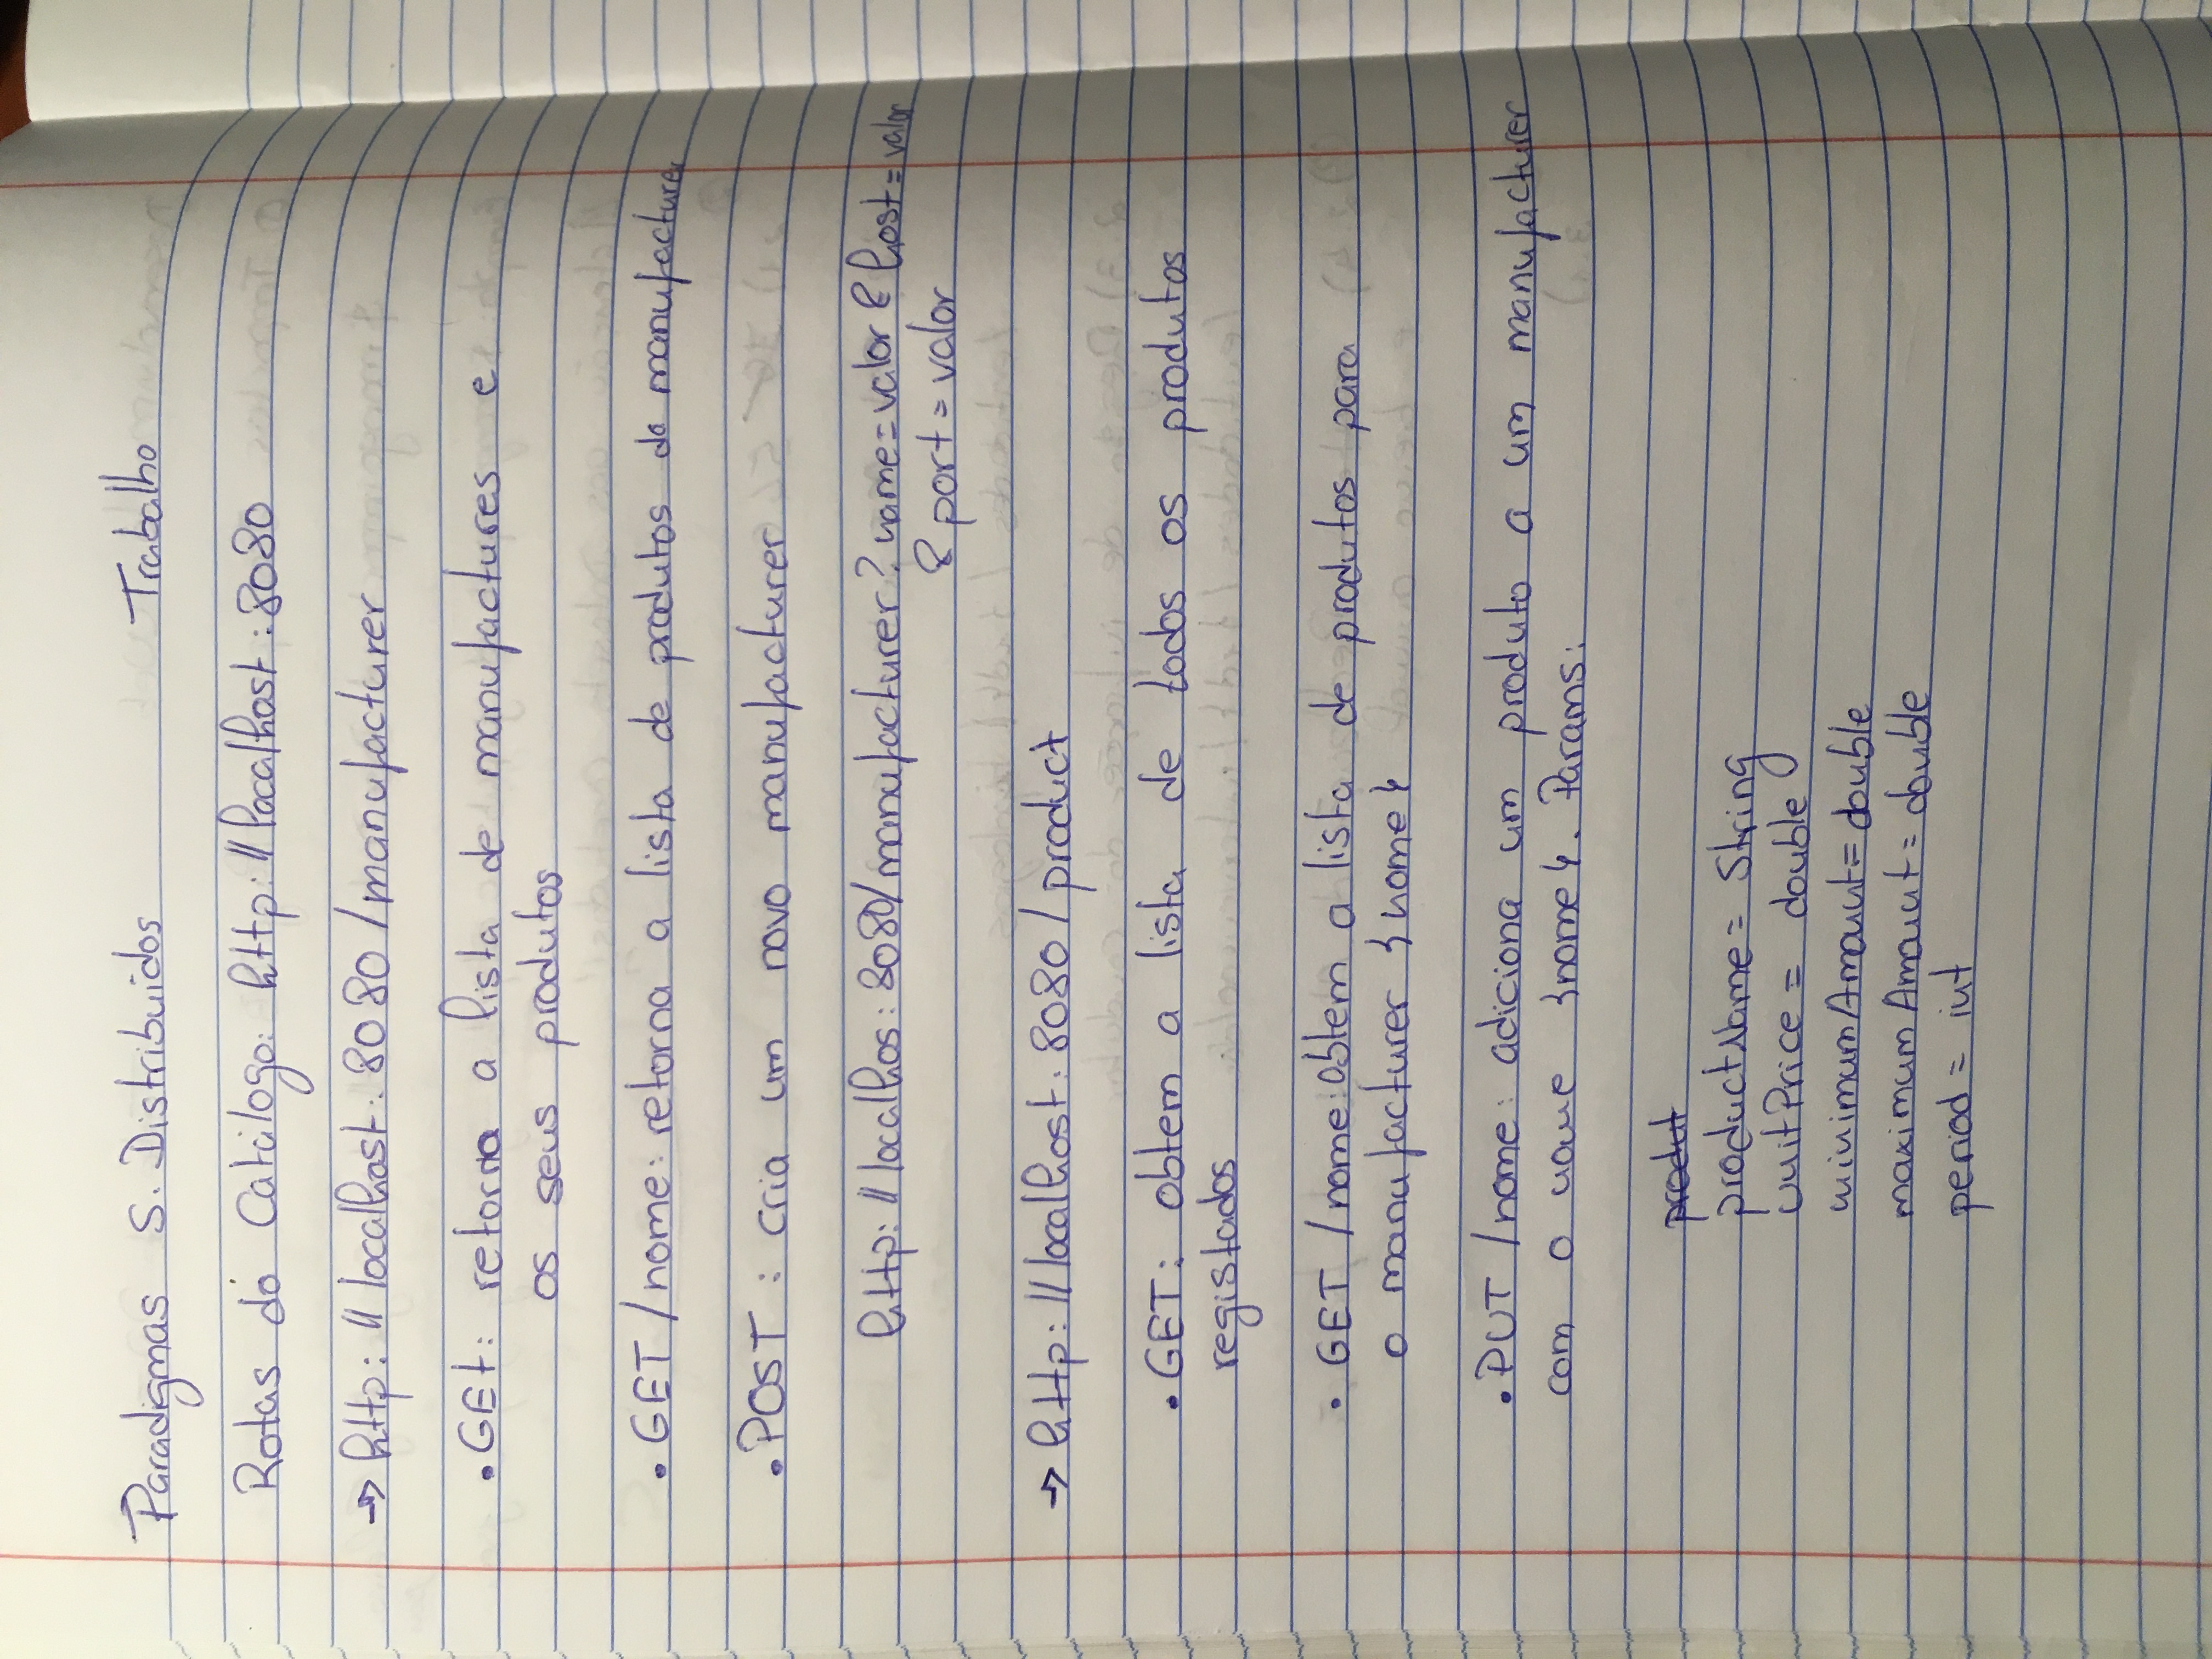 Paradigmas S. Distribuídos Trabalho
Rotas do Catálogo: http://localhost:8080
→ http://localhost:8080/manufacturer
• GEt: retorna a lista de manufactures e
os seus produtos
• GET /nome: retorna a lista de produtos do manufacturer
• POST : cria um novo manufacturer
http://localhos:8080/manufacturer?name=valor&host=valor
&port=valor
→ http://localhost:8080/product
• GET: obtem a lista de todos os produtos
registados
• GET /nome: obtem a lista de produtos para
o manufacturer {nome}
• PUT /nome: adiciona um produto a um manufacturer
com o nome {nome}. Params:
produt
productName = String
unitPrice = double
minimumAmount = double
maximumAmount = double
period = int